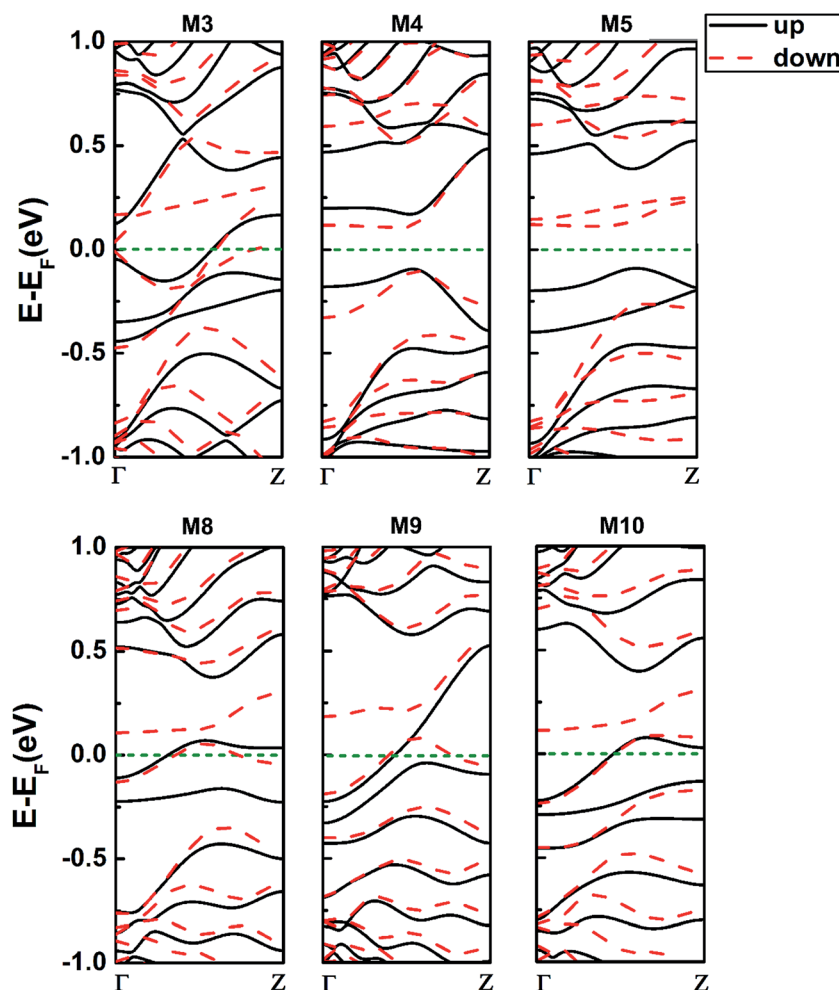 M3 M4 M5
up
down
1.0
0.5
0.0
-0.5
-1.0
E-E_F(eV)
Γ Z Γ Z Γ Z
M8 M9 M10
1.0
0.5
0.0
-0.5
-1.0
E-E_F(eV)
Γ Z Γ Z Γ Z